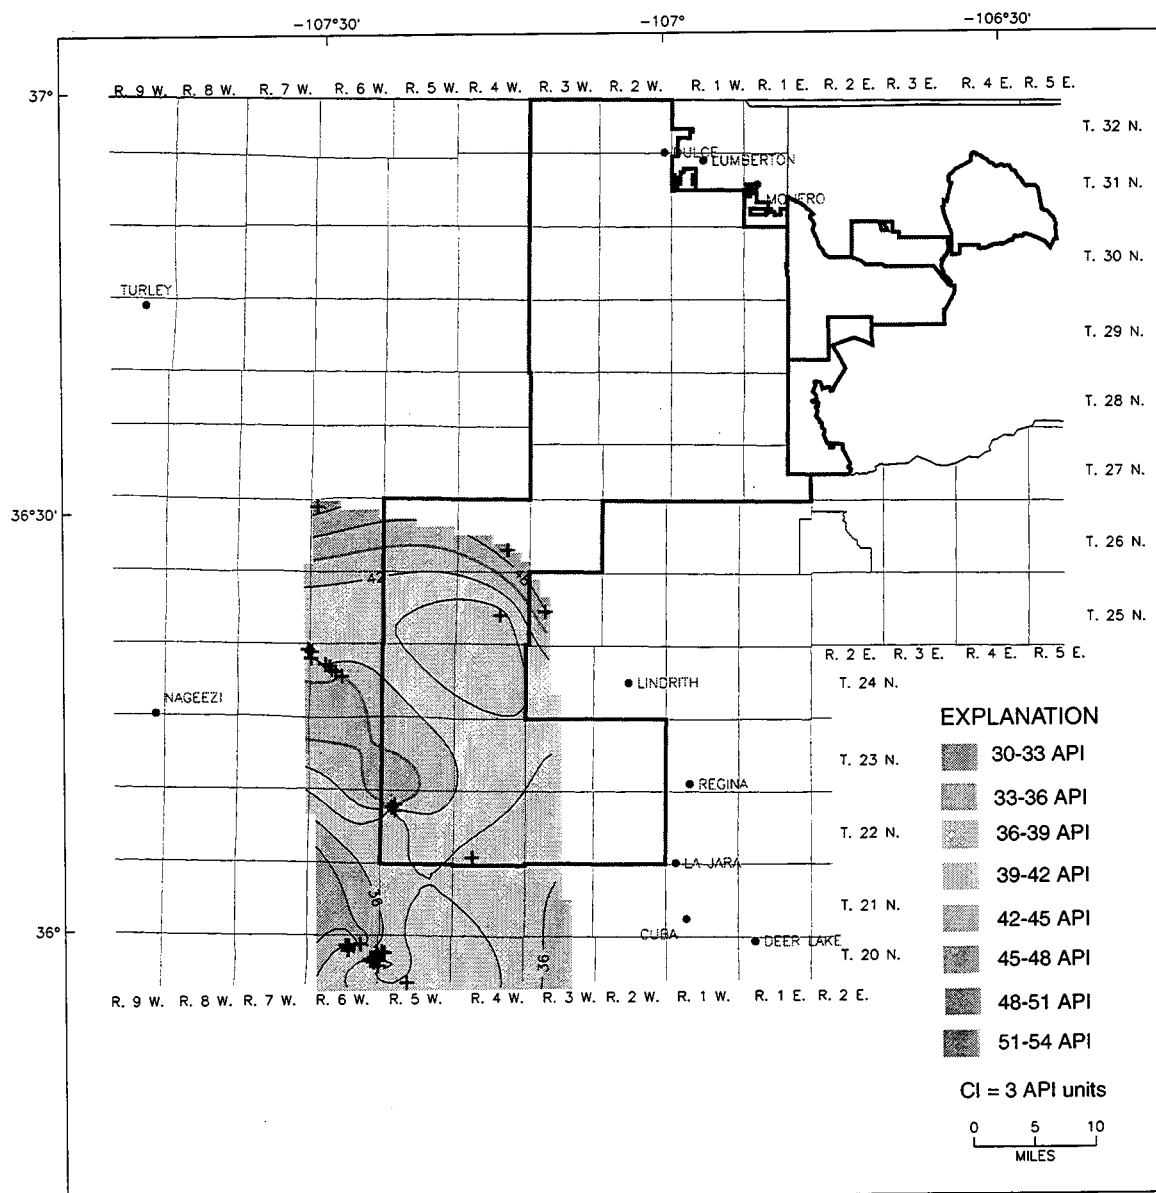 -107°30' -107° -106°30'
37°
R. 9 W. R. 8 W. R. 7 W. R. 6 W. R. 5 W. R. 4 W. R. 3 W. R. 2 W. R. 1 W. R. 1 E. R. 2 E. R. 3 E. R. 4 E. R. 5 E.
T. 32 N.
DULCE
LUMBERTON
T. 31 N.
MONERO
T. 30 N.
TURLEY
T. 29 N.
T. 28 N.
T. 27 N.
36°30'
T. 26 N.
42
T. 25 N.
R. 2 E. R. 3 E. R. 4 E. R. 5 E.
LINDRITH
T. 24 N.
NAGEEZI
T. 23 N.
REGINA
T. 22 N.
LA JARA
36
T. 21 N.
CUBA
36°
DEER LAKE
T. 20 N.
36
R. 9 W. R. 8 W. R. 7 W. R. 6 W. R. 5 W. R. 4 W. R. 3 W. R. 2 W. R. 1 W. R. 1 E. R. 2 E.
EXPLANATION
30-33 API
33-36 API
36-39 API
39-42 API
42-45 API
45-48 API
48-51 API
51-54 API
CI = 3 API units
0 5 10
MILES